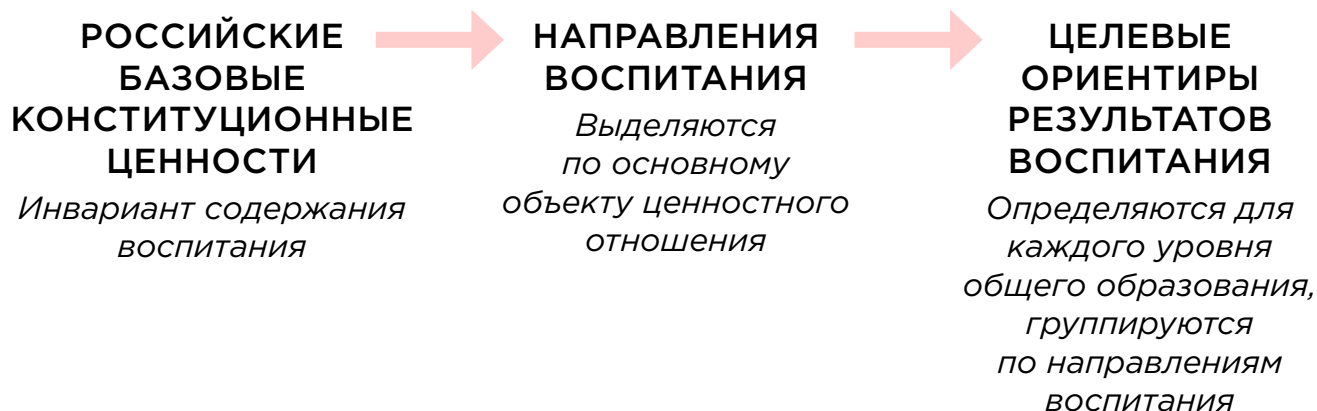 РОССИЙСКИЕ
БАЗОВЫЕ
КОНСТИТУЦИОННЫЕ
ЦЕННОСТИ
Инвариант содержания
воспитания
НАПРАВЛЕНИЯ
ВОСПИТАНИЯ
Выделяются
по основному
объекту ценностного
отношения
ЦЕЛЕВЫЕ
ОРИЕНТИРЫ
РЕЗУЛЬТАТОВ
ВОСПИТАНИЯ
Определяются для
каждого уровня
общего образования,
группируются
по направлениям
воспитания